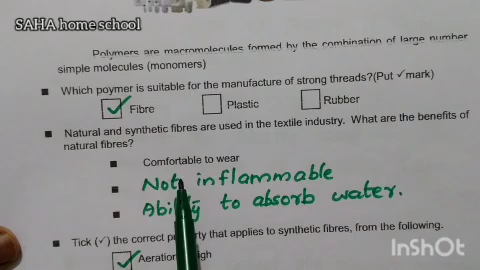 SAHA home school
Polymers are macromolecules formed by the combination of large number
simple molecules (monomers)
Which poymer is suitable for the manufacture of strong threads?(Put ✓mark)
✓ Fibre Plastic Rubber
Natural and synthetic fibres are used in the textile industry. What are the benefits of
natural fibres?
Comfortable to wear
Not inflammable
Ability to absorb water.
Tick (✓) the correct property that applies to synthetic fibres, from the following.
✓ Aeration
InShOt